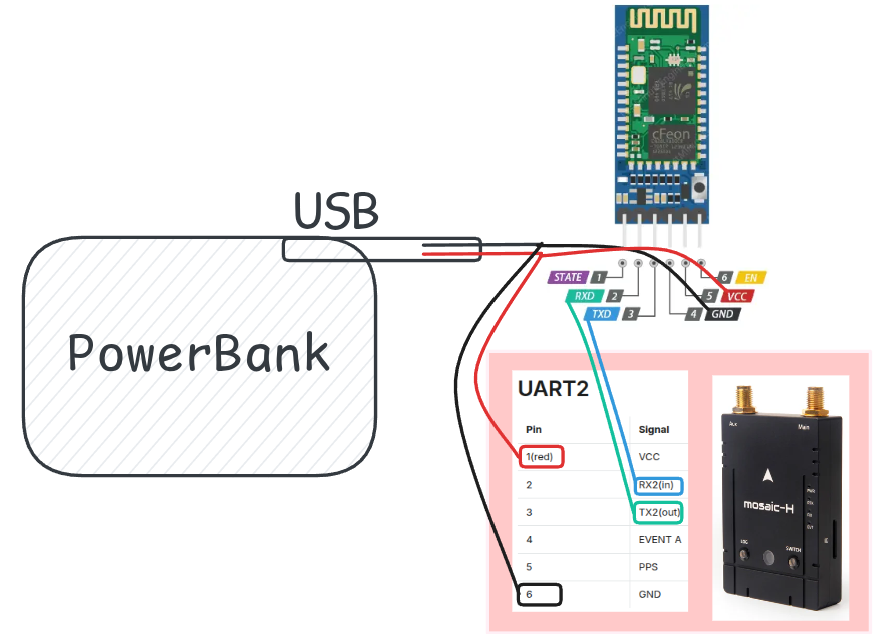 cFeon
USB
PowerBank
STATE 1
RXD 2
TXD 3
6 EN
5 VCC
4 GND
UART2
Pin Signal
1(red) VCC
2 RX2(in)
3 TX2(out)
4 EVENT A
5 PPS
6 GND
Aux Main
mosaic-H
PWR
LOG
SWITCH